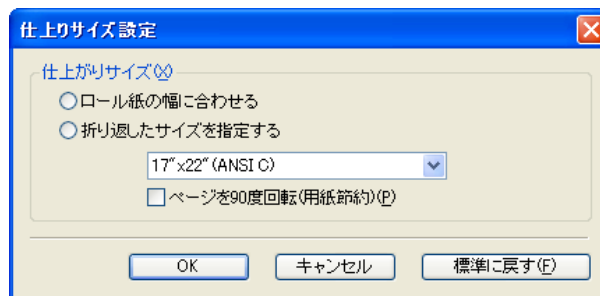 仕上りサイズ設定
仕上がりサイズ(X)
ロール紙の幅に合わせる
折り返したサイズを指定する
17"x22"(ANSI C)
ページを90度回転(用紙節約)(P)
OK キャンセル 標準に戻す(F)